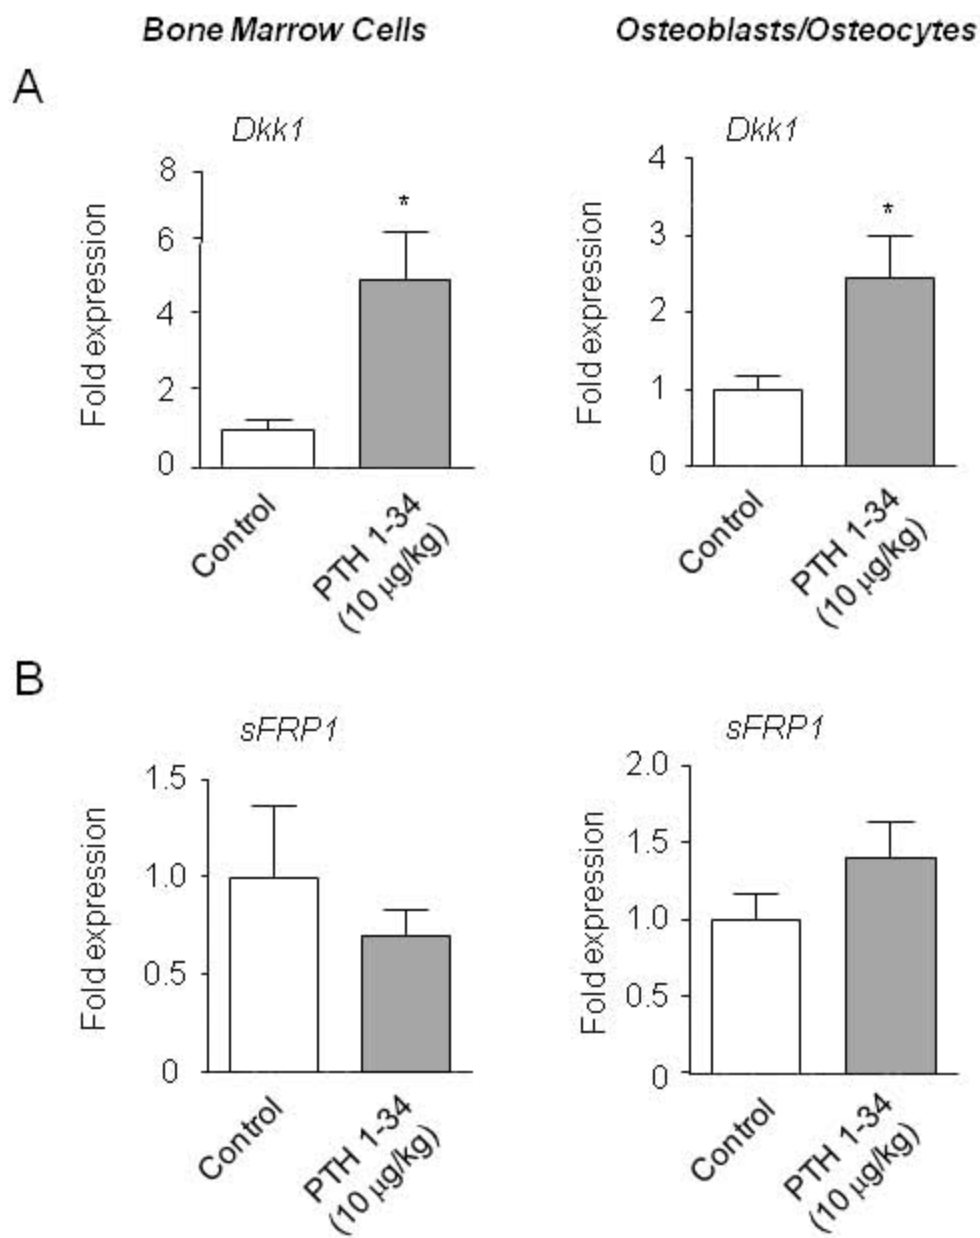 Bone Marrow Cells
Osteoblasts/Osteocytes
A
Dkk1
Fold expression
8
6
4
2
0
*
Control
PTH 1-34
(10 µg/kg)
Dkk1
Fold expression
4
3
2
1
0
*
Control
PTH 1-34
(10 µg/kg)
B
sFRP1
Fold expression
1.5
1.0
0.5
0
Control
PTH 1-34
(10 µg/kg)
sFRP1
Fold expression
2.0
1.5
1.0
0.5
0
Control
PTH 1-34
(10 µg/kg)